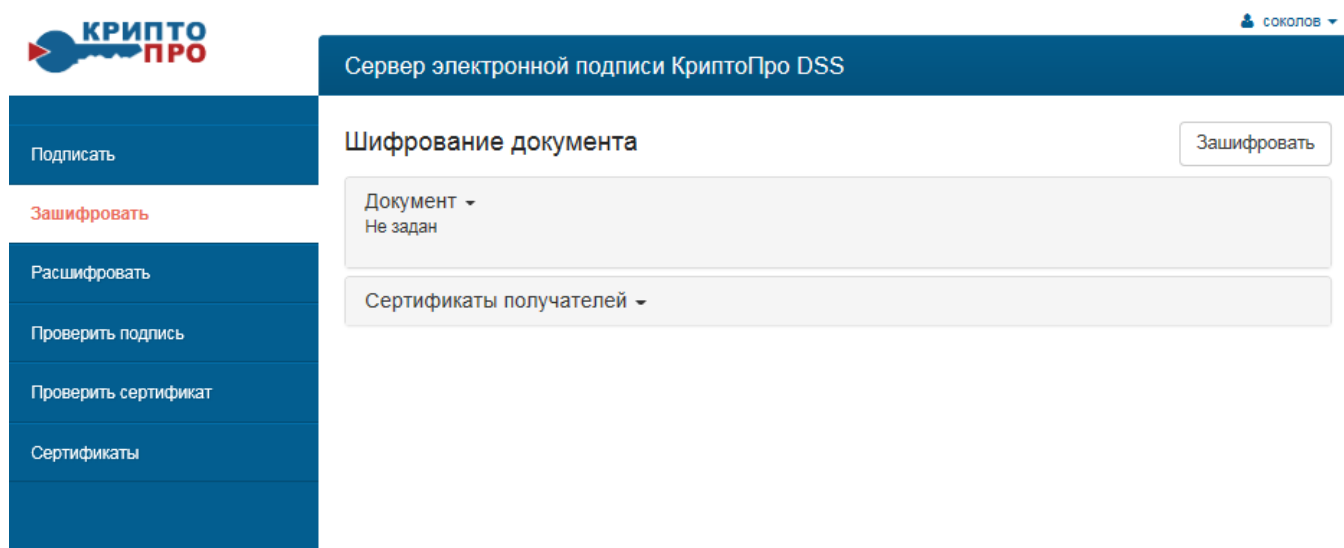 КРИПТО
ПРО
соколов
Сервер электронной подписи КриптоПро DSS
Подписать
Зашифровать
Расшифровать
Проверить подпись
Проверить сертификат
Сертификаты
Шифрование документа
Зашифровать
Документ
Не задан
Сертификаты получателей